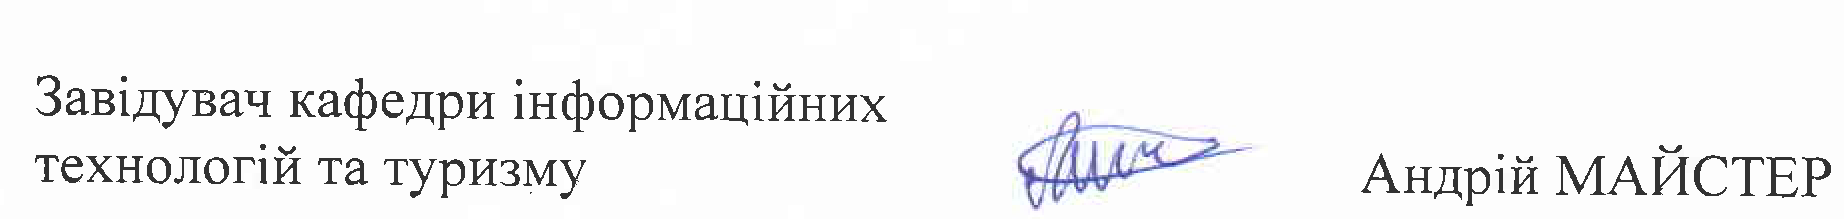 Завідувач кафедри інформаційних
технологій та туризму
Андрій МАЙСТЕР